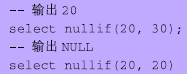 -- 输出20
select nullif(20, 30);
-- 输出NULL
select nullif(20, 20)